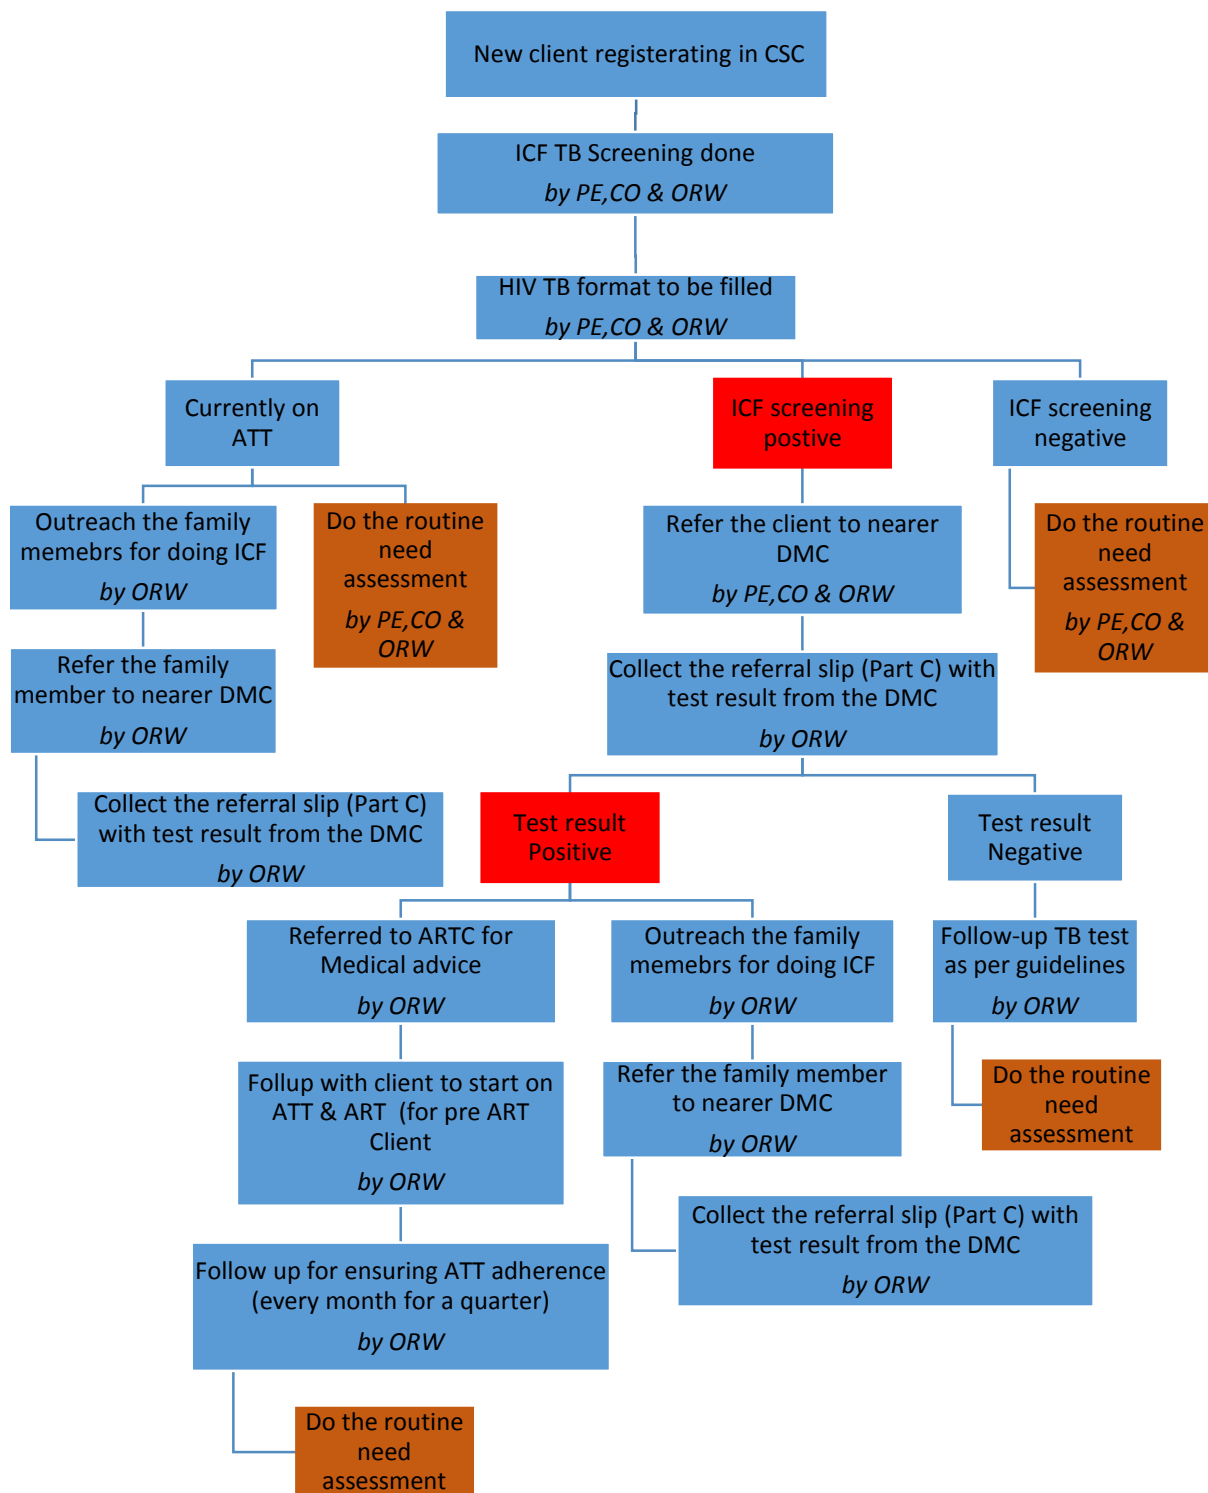 New client registerating in CSC
ICF TB Screening done
by PE,CO & ORW
HIV TB format to be filled
by PE,CO & ORW
Currently on
ATT
ICF screening
postive
ICF screening
negative
Outreach the family
memebrs for doing ICF
by ORW
Do the routine
need
assessment
by PE,CO &
ORW
Refer the client to nearer
DMC
by PE,CO & ORW
Do the routine
need
assessment
by PE,CO &
ORW
Refer the family
member to nearer DMC
by ORW
Collect the referral slip (Part C) with
test result from the DMC
by ORW
Collect the referral slip (Part C)
with test result from the DMC
by ORW
Test result
Positive
Test result
Negative
Referred to ARTC for
Medical advice
by ORW
Outreach the family
memebrs for doing ICF
by ORW
Follow-up TB test
as per guidelines
by ORW
Follup with client to start on
ATT & ART (for pre ART
Client
by ORW
Refer the family member
to nearer DMC
by ORW
Do the routine
need
assessment
Collect the referral slip (Part C) with
test result from the DMC
by ORW
Follow up for ensuring ATT adherence
(every month for a quarter)
by ORW
Do the routine
need
assessment